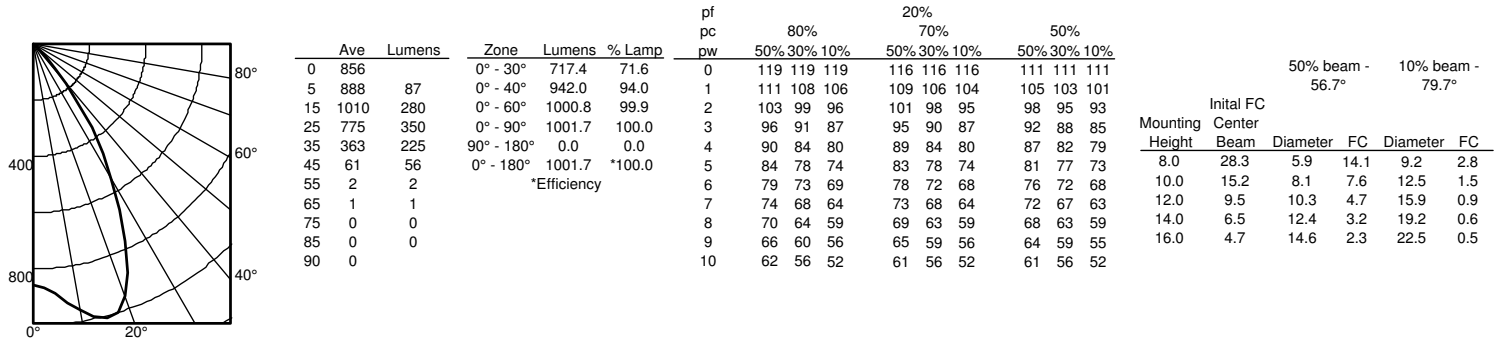 80°
60°
40°
400
800
0° 20°
Ave Lumens
0 856
5 888 87
15 1010 280
25 775 350
35 363 225
45 61 56
55 2 2
65 1 1
75 0 0
85 0 0
90 0
Zone Lumens % Lamp
0° - 30° 717.4 71.6
0° - 40° 942.0 94.0
0° - 60° 1000.8 99.9
0° - 90° 1001.7 100.0
90° - 180° 0.0 0.0
0° - 180° 1001.7 *100.0
*Efficiency
pf 20%
pc 80% 70% 50%
pw 50% 30% 10% 50% 30% 10% 50% 30% 10%
0 119 119 119 116 116 116 111 111 111
1 111 108 106 109 106 104 105 103 101
2 103 99 96 101 98 95 98 95 93
3 96 91 87 95 90 87 92 88 85
4 90 84 80 89 84 80 87 82 79
5 84 78 74 83 78 74 81 77 73
6 79 73 69 78 72 68 76 72 68
7 74 68 64 73 68 64 72 67 63
8 70 64 59 69 63 59 68 63 59
9 66 60 56 65 59 56 64 59 55
10 62 56 52 61 56 52 61 56 52
50% beam - 10% beam -
56.7° 79.7°
Inital FC
Mounting Center
Height Beam Diameter FC Diameter FC
8.0 28.3 5.9 14.1 9.2 2.8
10.0 15.2 8.1 7.6 12.5 1.5
12.0 9.5 10.3 4.7 15.9 0.9
14.0 6.5 12.4 3.2 19.2 0.6
16.0 4.7 14.6 2.3 22.5 0.5